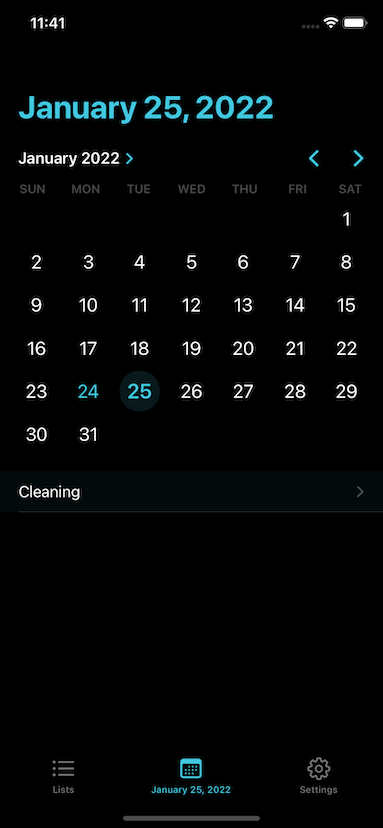 11:41
January 25, 2022
January 2022
SUN MON TUE WED THU FRI SAT
1
2 3 4 5 6 7 8
9 10 11 12 13 14 15
16 17 18 19 20 21 22
23 24 25 26 27 28 29
30 31
Cleaning
Lists January 25, 2022 Settings